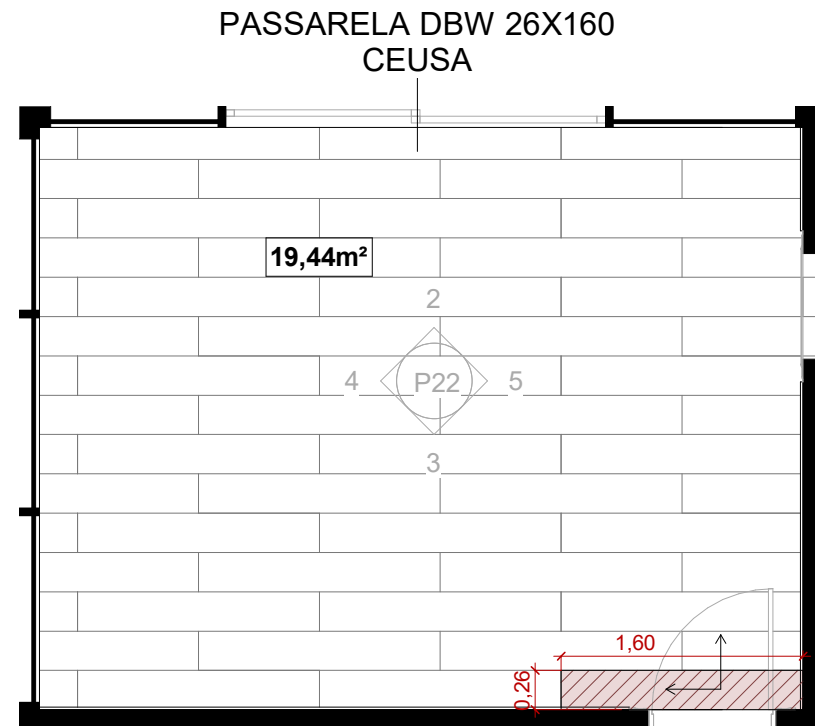 PASSARELA DBW 26X160
CEUSA
19,44m²
2
4 P22 5
3
1,60
0,26